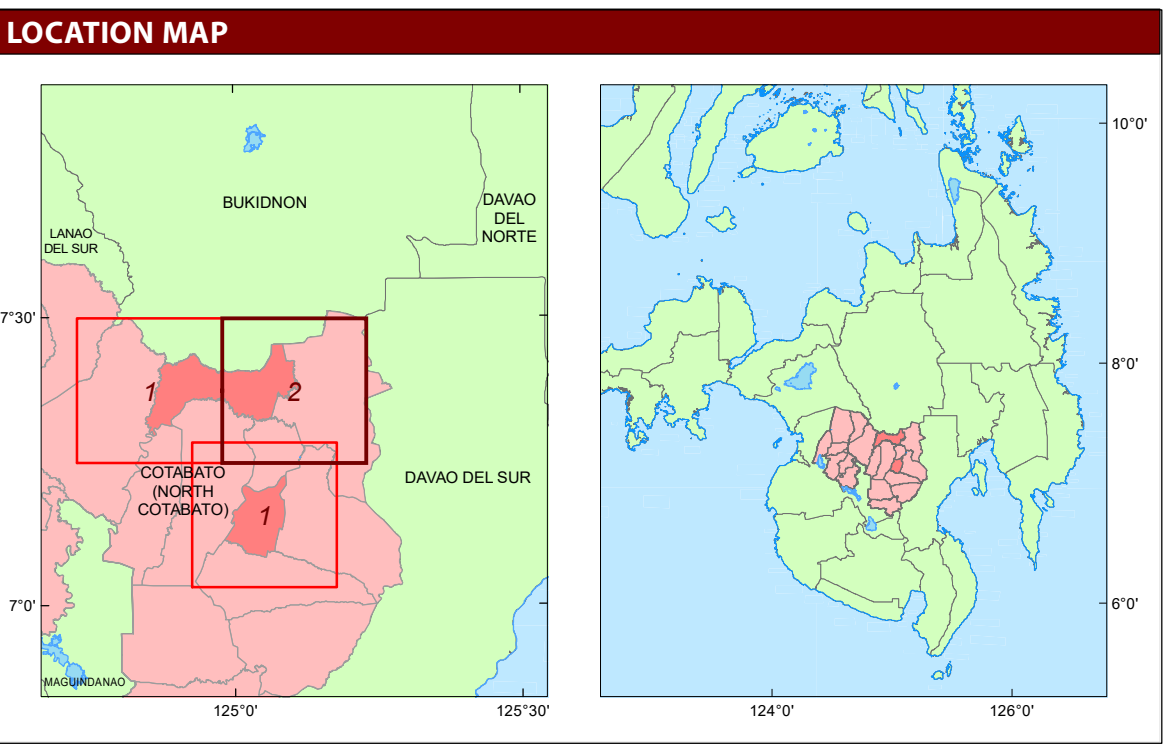 LOCATION MAP
BUKIDNON
DAVAO
DEL
NORTE
LANAO
DEL SUR
7°30'
1
2
COTABATO
(NORTH
COTABATO)
DAVAO DEL SUR
1
7°0'
MAGUINDANAO
125°0'
125°30'
10°0'
8°0'
6°0'
124°0'
126°0'